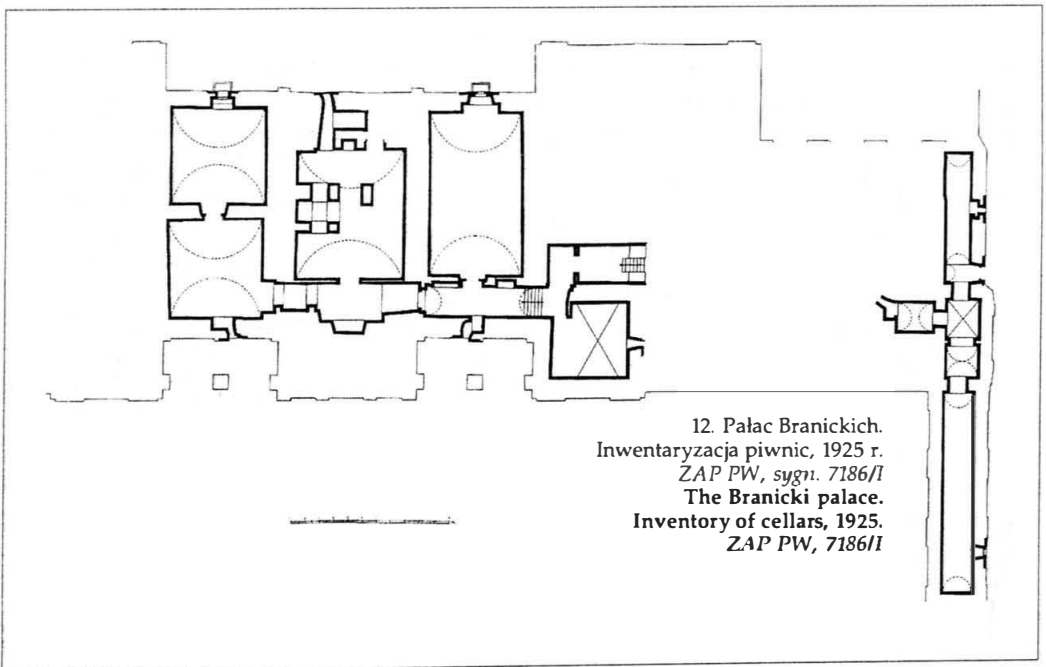 12. Pałac Branickich.
Inwentaryzacja piwnic, 1925 r.
ZAP PW, sygn. 7186/I
The Branicki palace.
Inventory of cellars, 1925.
ZAP PW, 7186/I